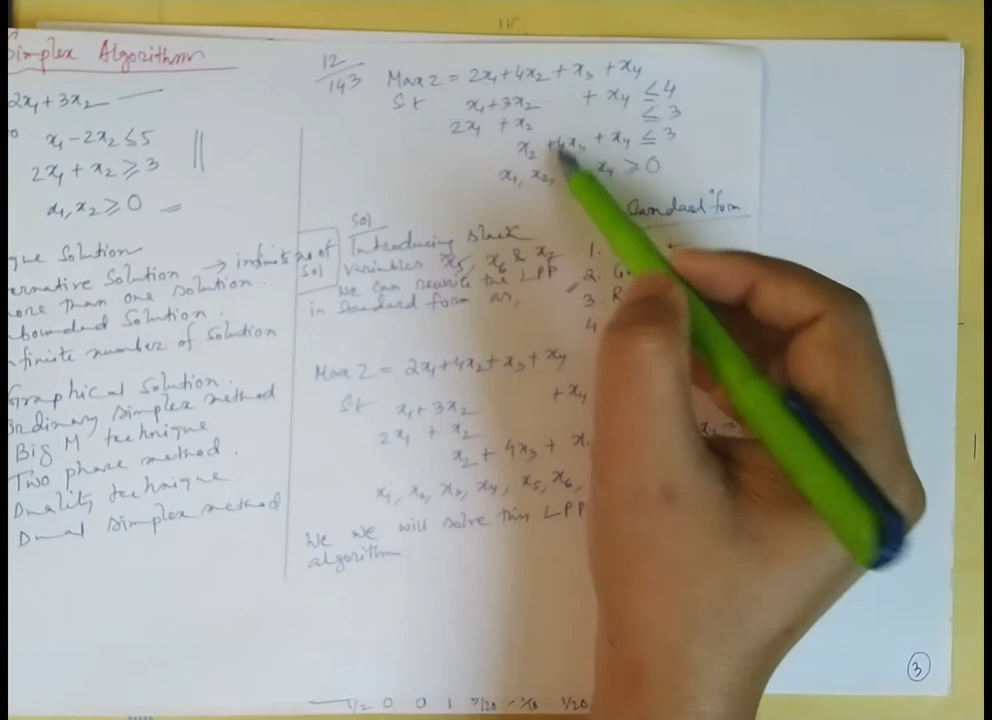 Simplex Algorithm
2x₁+3x₂
x₁-2x₂ ≤ 5
2x₁+x₂ ≥ 3
x₁,x₂ ≥ 0
Solution
Solution → infinite no of Sol
than one solution.
Solution.
number of solution
Graphical Solution.
simplex method
Big M technique
Two phase method.
Duality technique
Dual Simplex method
12/143
Max Z = 2x₁+4x₂+x₃+x₄
St x₁+3x₂ + x₄ ≤ 4
2x₁ + x₂ ≤ 3
x₂ +4x₃ + x₄ ≤ 3
x₁, x₂, x₄ ≥ 0
Standard form
Sol
Introducing slack
variables x₅, x₆ & x₇
We can rewrite the LPP
in Standard form as,
1.
2.
3. R
4
Max Z = 2x₁+4x₂+x₃+x₄
St x₁+3x₂ +x₄
2x₁ + x₂
x₂ + 4x₃ +
x₁, x₂, x₃, x₄, x₅, x₆,
We we will solve this LPP
algorithm.
3
1/2 0 0 1 1/20